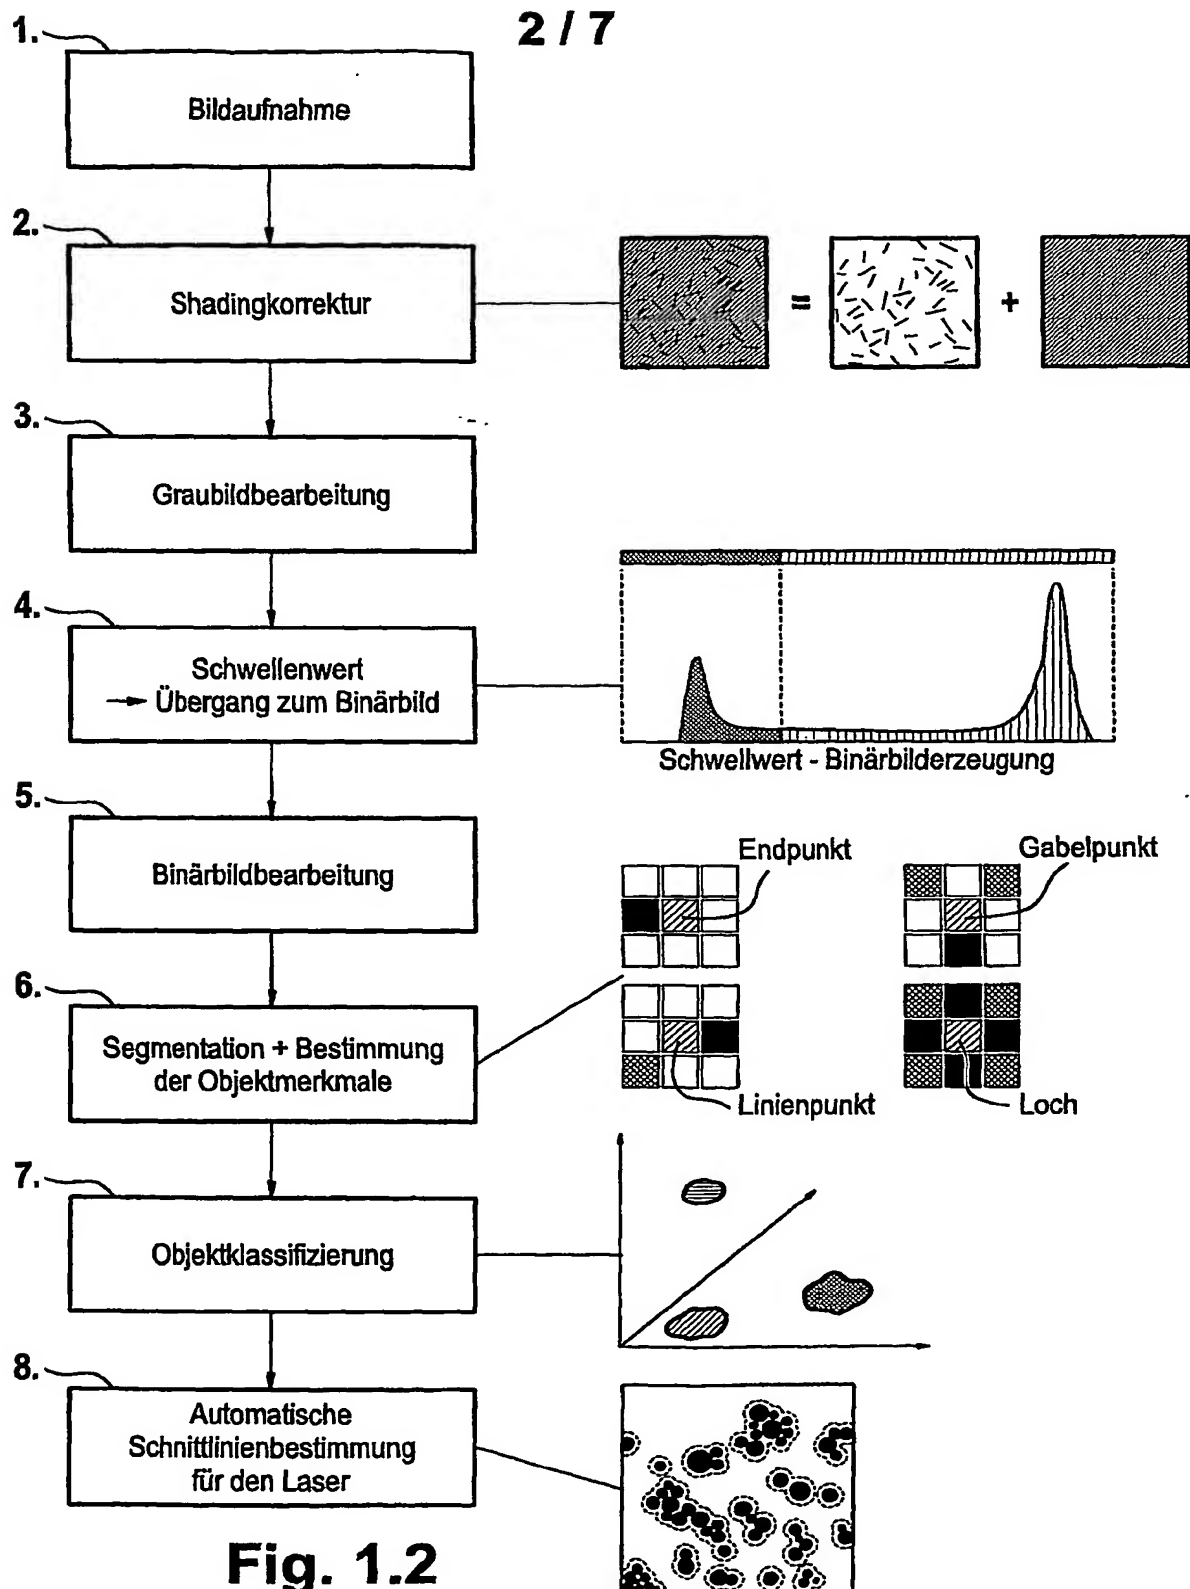 2 / 7
1.
Bildaufnahme
2.
Shadingkorrektur
=
+
3.
Graubildbearbeitung
4.
Schwellenwert
→ Übergang zum Binärbild
Schwellwert - Binärbilderzeugung
5.
Binärbildbearbeitung
Endpunkt
Gabelpunkt
6.
Segmentation + Bestimmung
der Objektmerkmale
Linienpunkt
Loch
7.
Objektklassifizierung
8.
Automatische
Schnittlinienbestimmung
für den Laser
Fig. 1.2